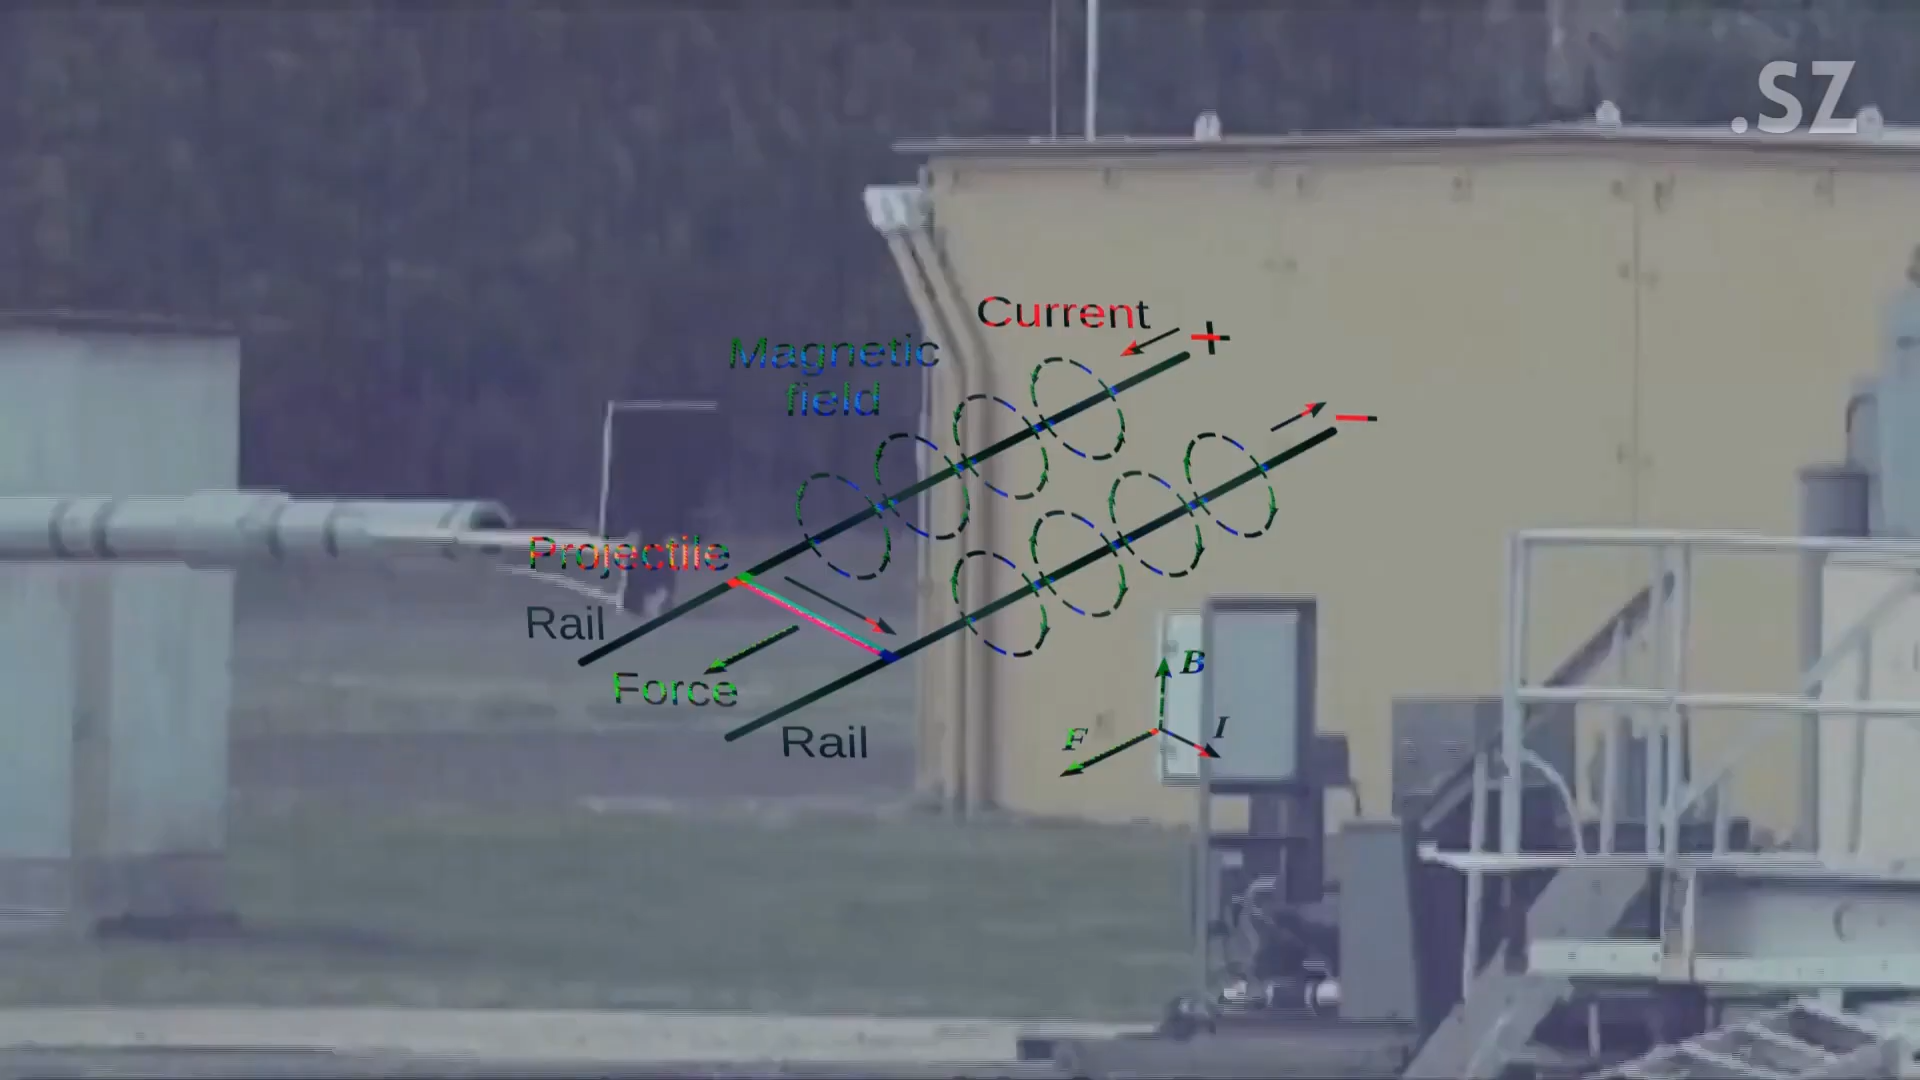 .SZ
Current
+
Magnetic
field
−
Projectile
Rail
Force
Rail
B
I
F